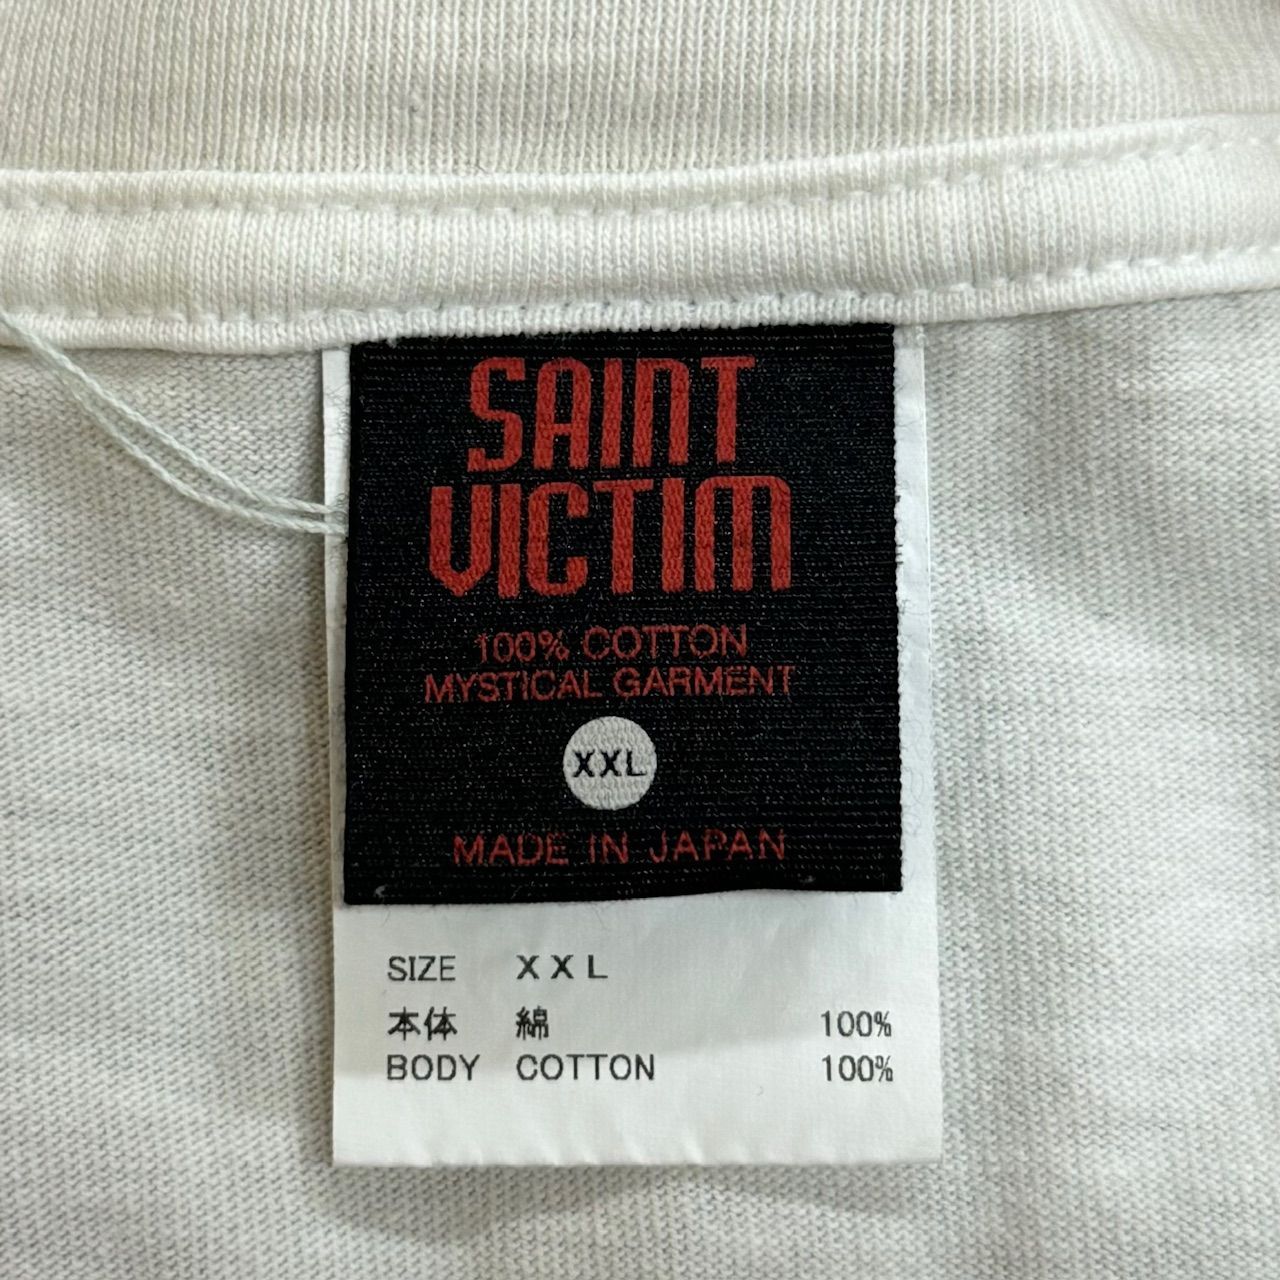 SAINT
VICTIM
100% COTTON
MYSTICAL GARMENT
XXL
MADE IN JAPAN
SIZE XXL
本体 綿 100%
BODY COTTON 100%